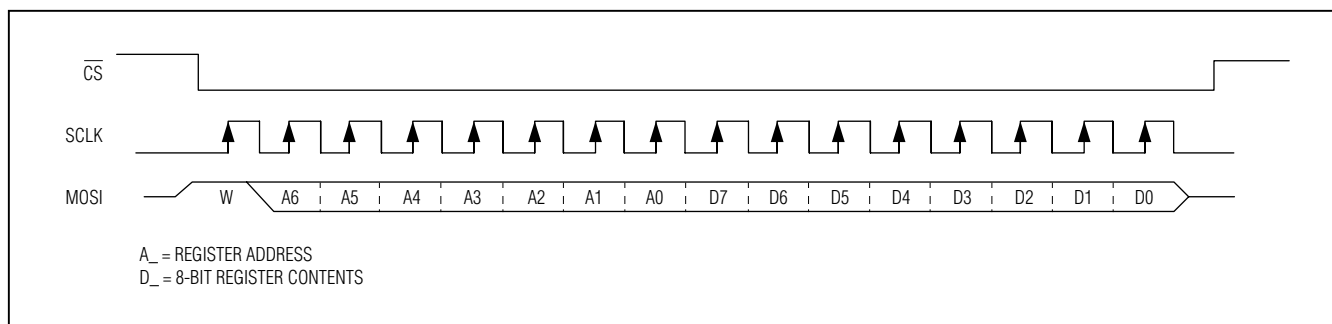 C̅S̅
SCLK
MOSI W A6 A5 A4 A3 A2 A1 A0 D7 D6 D5 D4 D3 D2 D1 D0
A_ = REGISTER ADDRESS
D_ = 8-BIT REGISTER CONTENTS